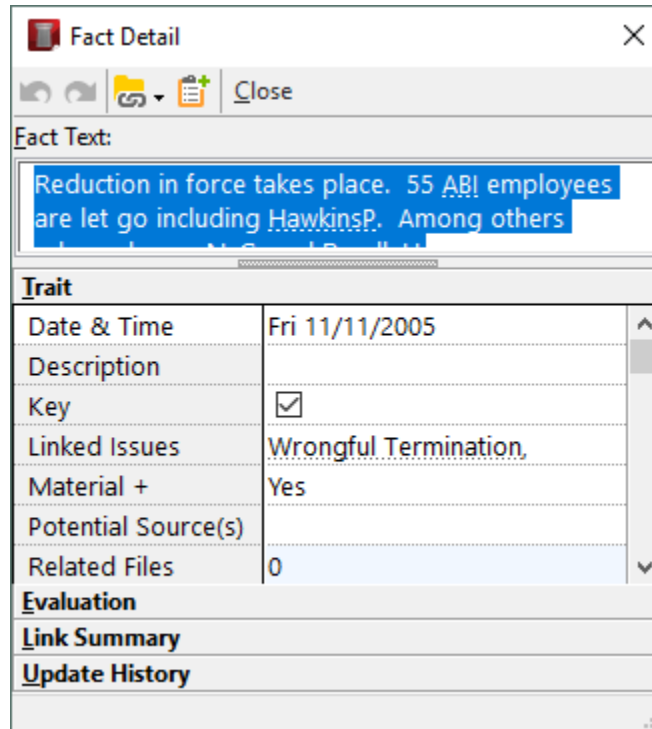 Fact Detail
Close
Fact Text:
Reduction in force takes place.  55 ABI employees
are let go including HawkinsP.  Among others
Trait
Date & Time Fri 11/11/2005
Description
Key
Linked Issues Wrongful Termination,
Material + Yes
Potential Source(s)
Related Files 0
Evaluation
Link Summary
Update History